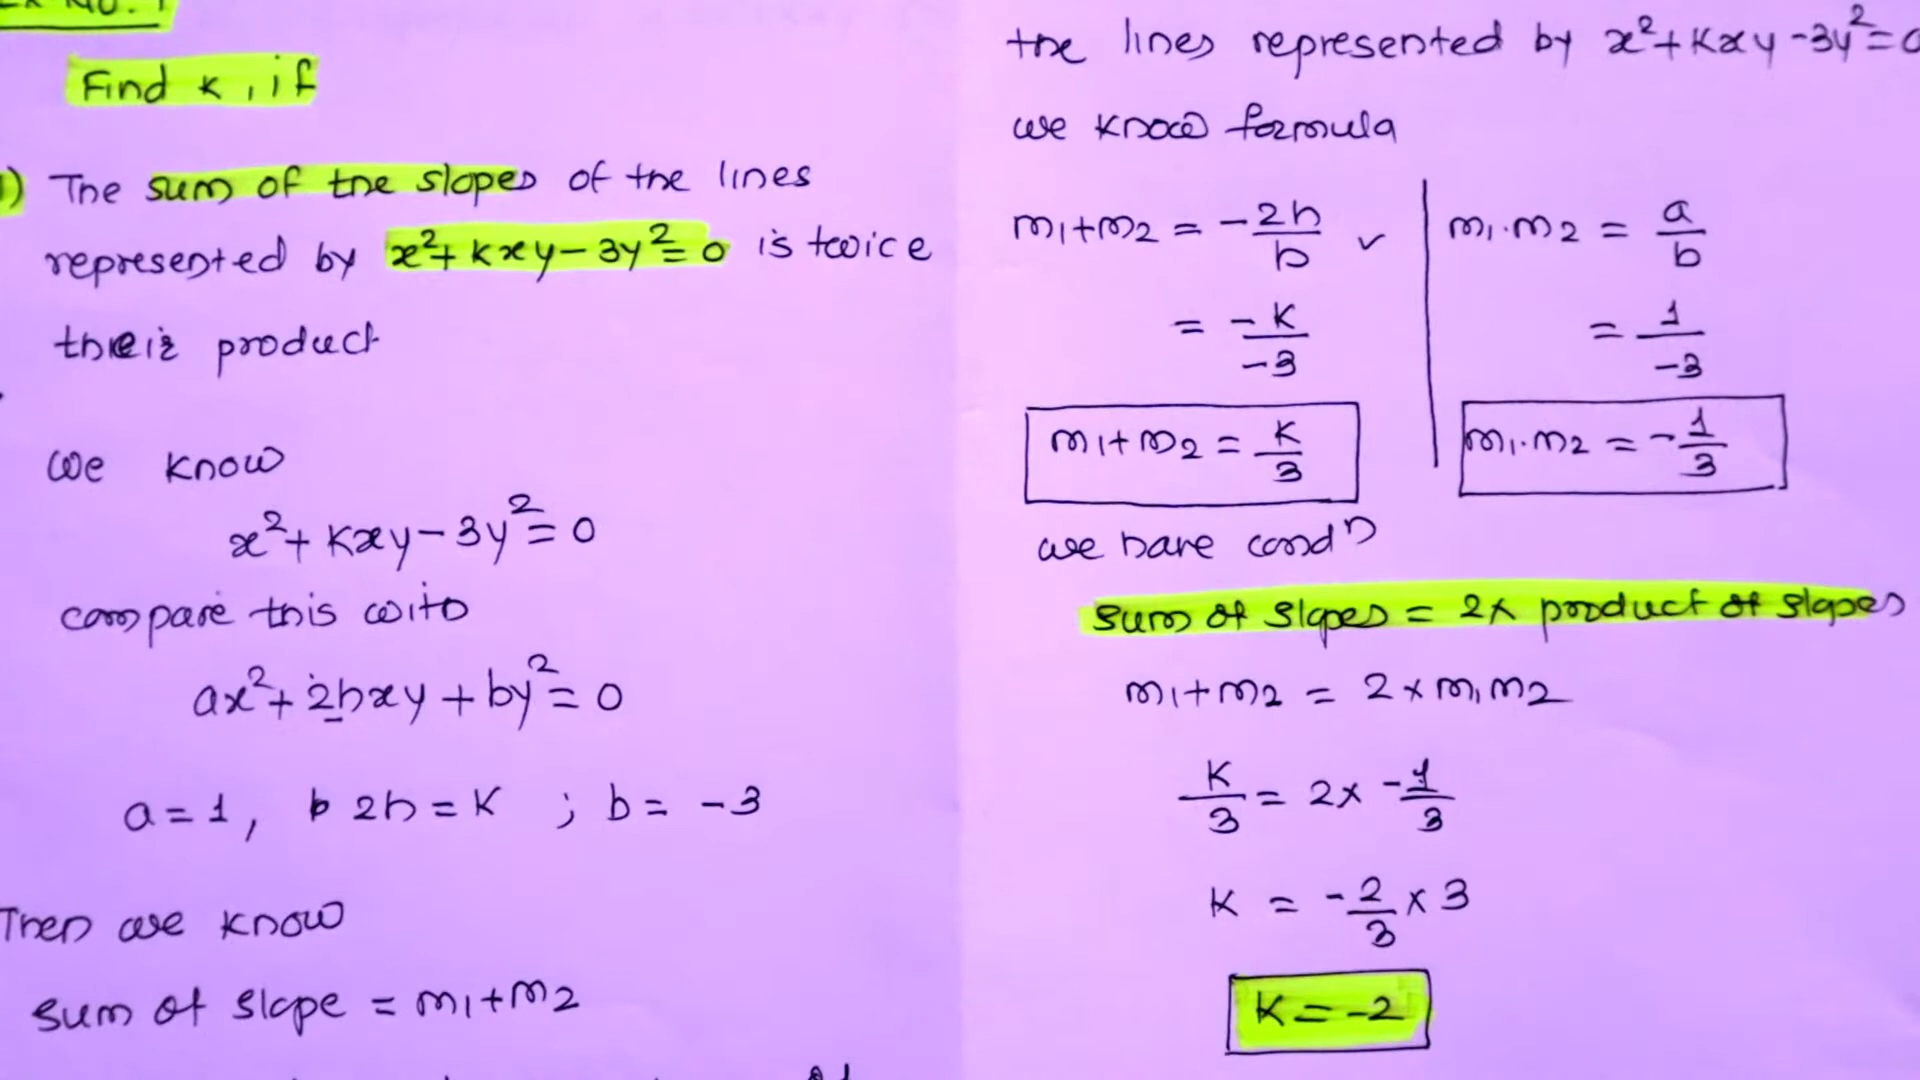 Find K, if
1) The sum of the slopes of the lines
represented by x²+kxy-3y²=0 is twice
their product
We know
x²+Kxy-3y²=0
compare this with
ax²+2hxy+by²=0
a=1, 2h=K ; b= -3
Then we know
sum of slope = m1+m2
the lines represented by x²+Kxy-3y²=0
we know formula
m1+m2 = -2h/b ✓ | m1.m2 = a/b
= -K/-3 | = 1/-3
m1+m2 = K/3 | m1.m2 = -1/3
we have condn
sum of slopes = 2x product of slopes
m1+m2 = 2×m1m2
K/3 = 2x -1/3
K = -2/3 x 3
K = -2